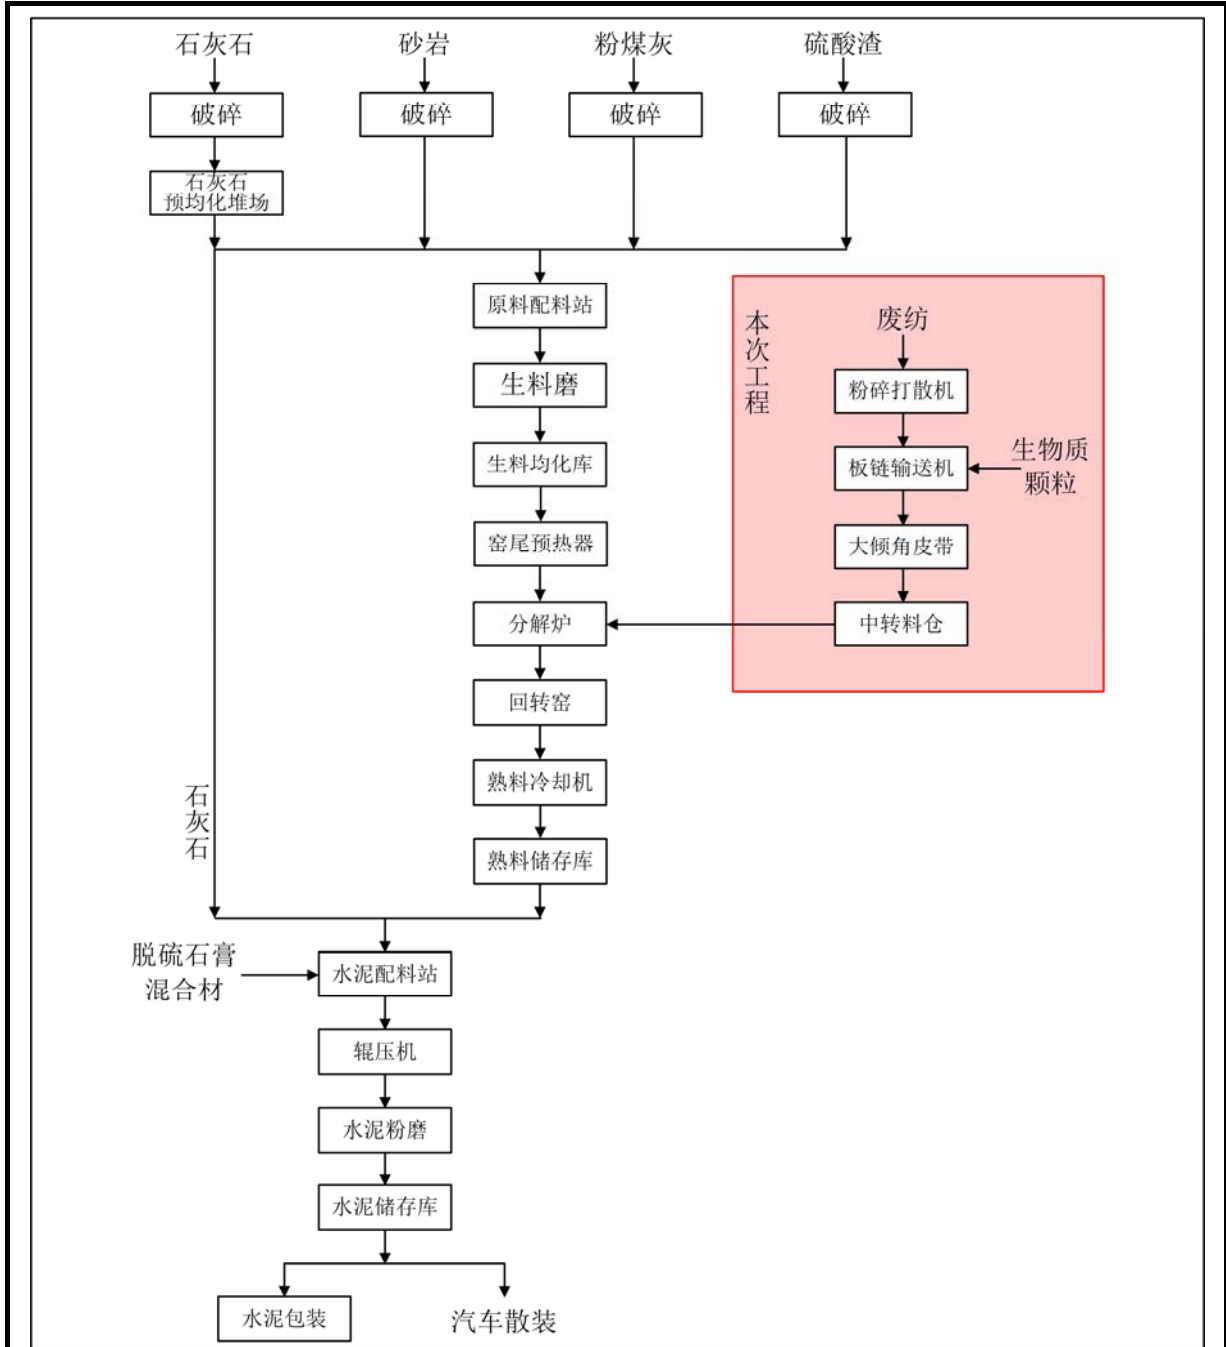 石灰石
砂岩
粉煤灰
硫酸渣
破碎
破碎
破碎
破碎
石灰石
预均化堆场
原料配料站
生料磨
生料均化库
窑尾预热器
分解炉
回转窑
熟料冷却机
熟料储存库
本次工程
废纺
粉碎打散机
板链输送机
生物质
颗粒
大倾角皮带
中转料仓
石灰石
脱硫石膏
混合材
水泥配料站
辊压机
水泥粉磨
水泥储存库
水泥包装
汽车散装